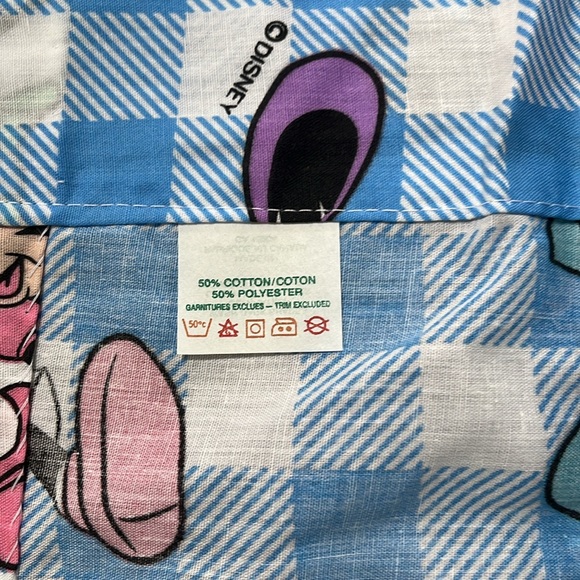 © DISNEY
50% COTTON/COTON
50% POLYESTER
GARNITURES EXCLUES – TRIM EXCLUDED
50°C